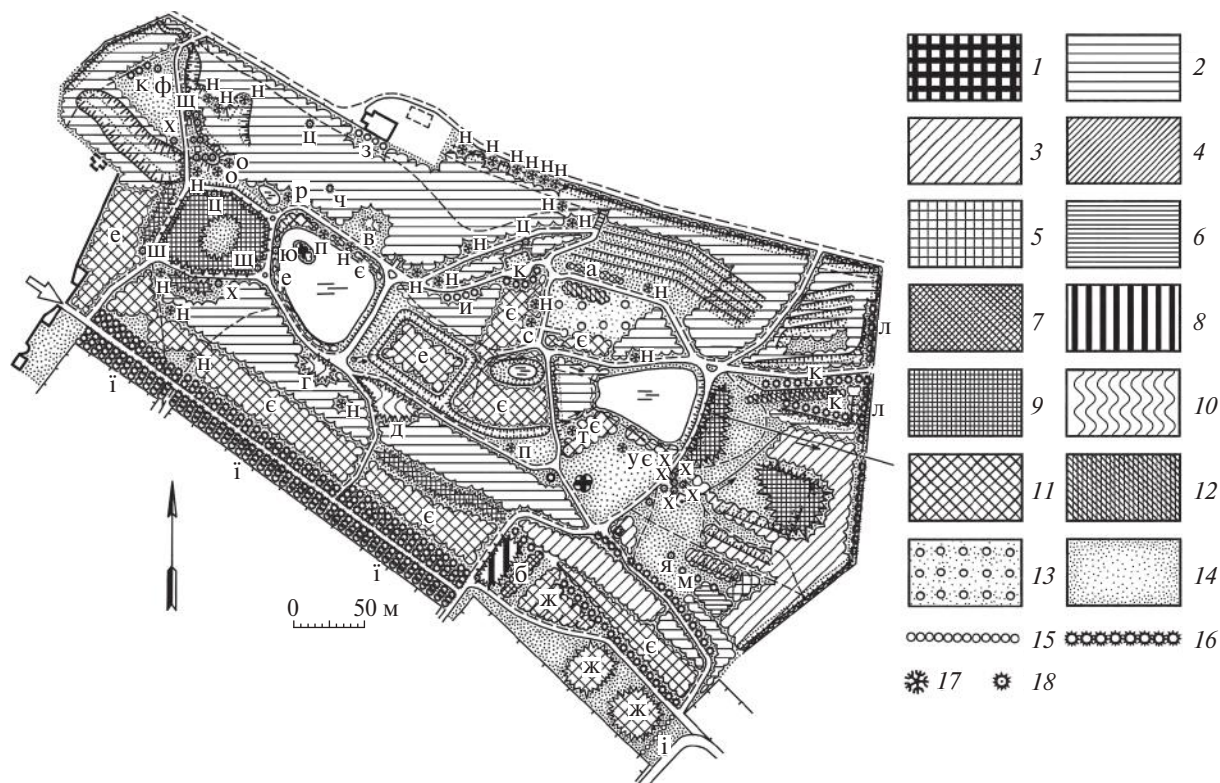 к ф
щ н н н
х
ц
з
н н н н н н
о
о
н
р
ч
ц
е
в
н
н ц н
ш щ
ю п н є
е
к а
н х
н н и н
є н
с є н
л
ї н
г
е
к
н
к
л
є
д
є
є т
п
у є х х
х х
х
ї
є
ї
б
я м
ж
є
ж
ж
і
0 50 м
1 2
3 4
5 6
7 8
9 10
11 12
13 14
15 16
17 18